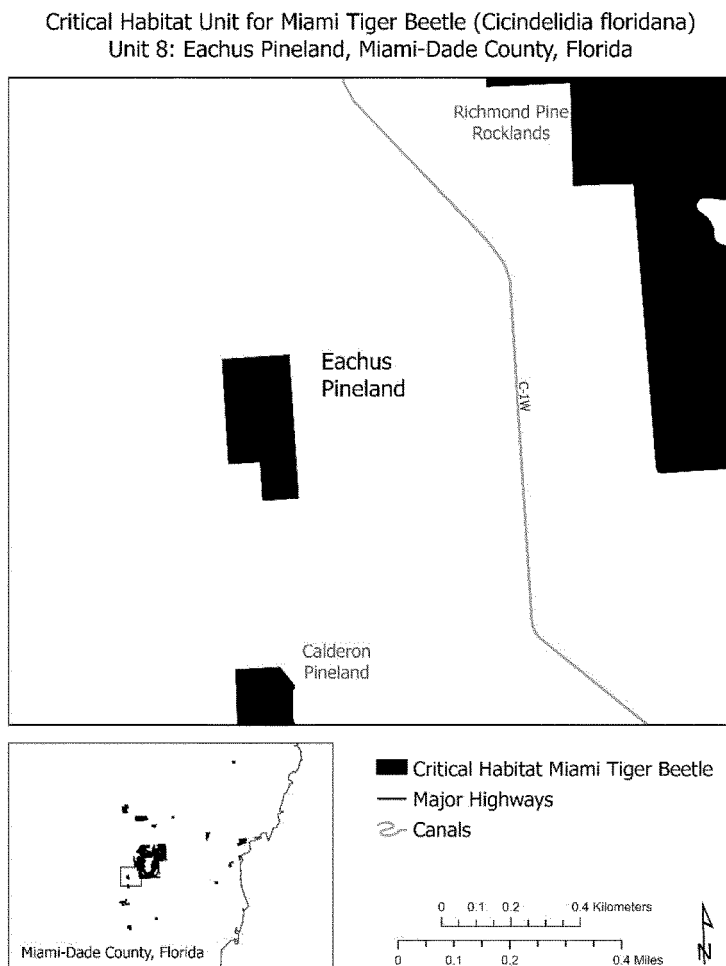 Critical Habitat Unit for Miami Tiger Beetle (Cicindelidia floridana)
Unit 8: Eachus Pineland, Miami-Dade County, Florida
Richmond Pine
Rocklands
Eachus
Pineland
C-1W
Calderon
Pineland
Miami-Dade County, Florida
Critical Habitat Miami Tiger Beetle
Major Highways
Canals
0 0.1 0.2 0.4 Kilometers
0 0.1 0.2 0.4 Miles
N